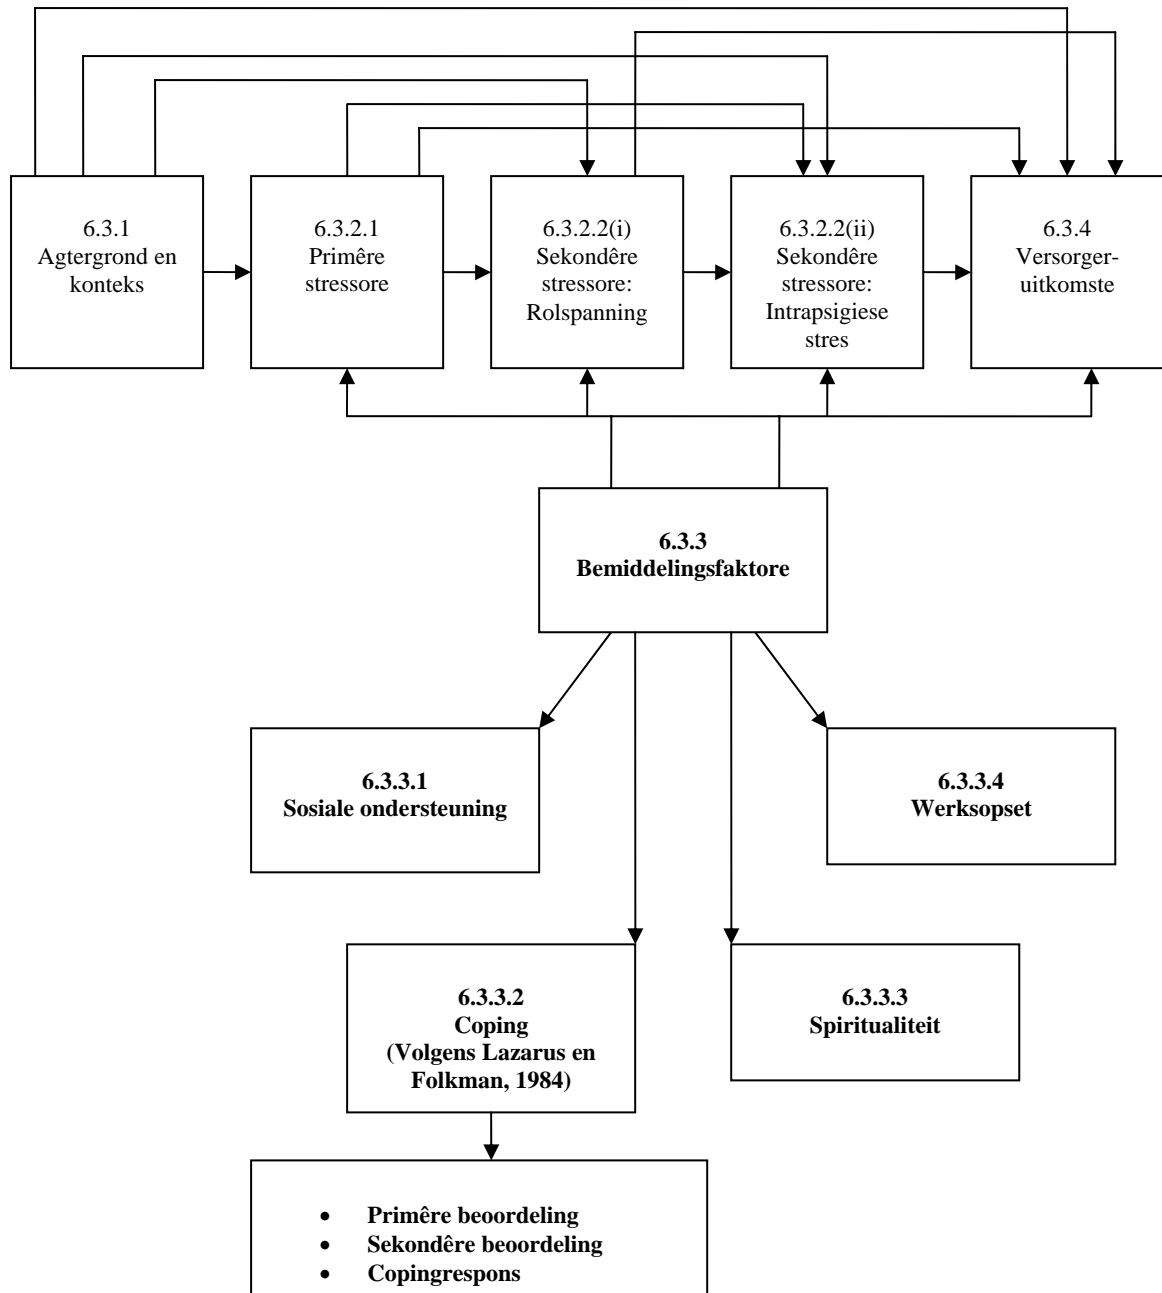 6.3.1
Agtergrond en
konteks
6.3.2.1
Primêre
stressore
6.3.2.2(i)
Sekondêre
stressore:
Rolspanning
6.3.2.2(ii)
Sekondêre
stressore:
Intrapsigiese
stres
6.3.4
Versorger-
uitkomste
6.3.3
Bemiddelingsfaktore
6.3.3.1
Sosiale ondersteuning
6.3.3.4
Werksopset
6.3.3.2
Coping
(Volgens Lazarus en
Folkman, 1984)
6.3.3.3
Spiritualiteit
• Primêre beoordeling
• Sekondêre beoordeling
• Copingrespons